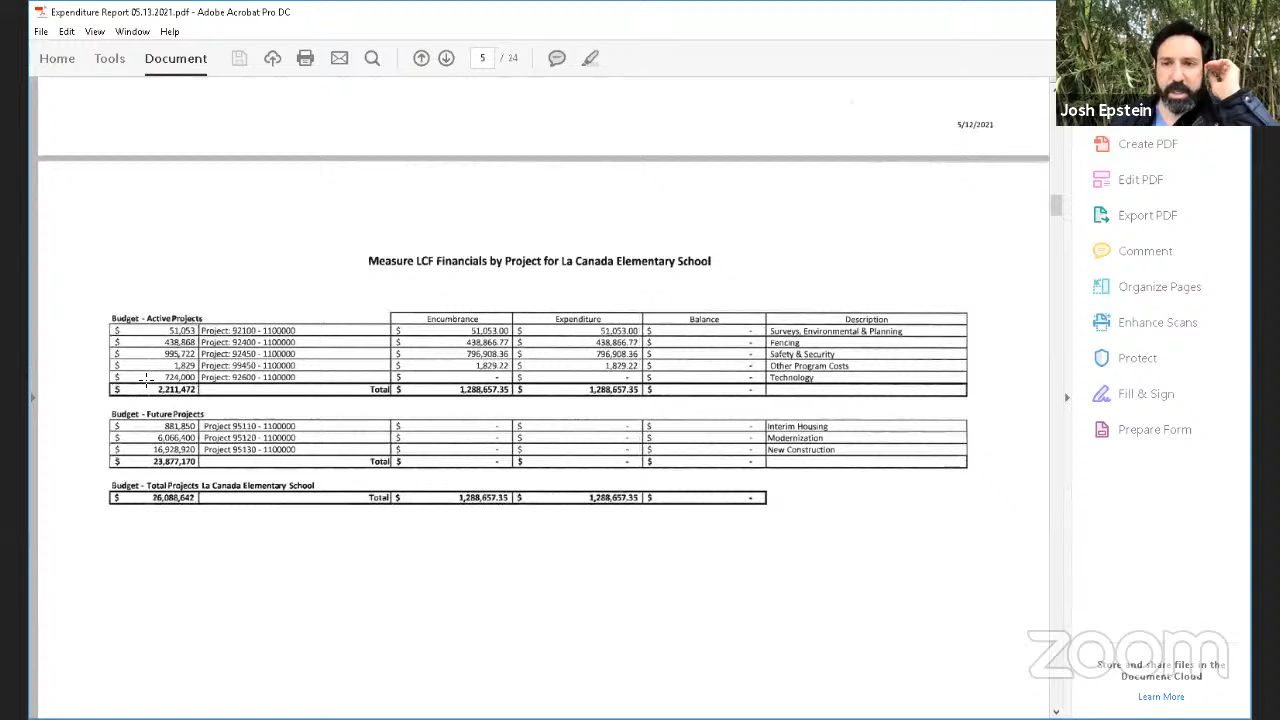 Expenditure Report 05.13.2021.pdf - Adobe Acrobat Pro DC
File Edit View Window Help
Home Tools Document 5 / 24
Josh Epstein
5/12/2021
Create PDF
Edit PDF
Export PDF
Comment
Organize Pages
Enhance Scans
Protect
Fill & Sign
Prepare Form
Measure LCF Financials by Project for La Canada Elementary School
Budget - Active Projects Encumbrance Expenditure Balance Description
$ 51,053 Project: 92100 - 1100000 $ 51,053.00 $ 51,053.00 $ - Surveys, Environmental & Planning
$ 438,868 Project: 92400 - 1100000 $ 438,866.77 $ 438,866.77 $ - Fencing
$ 995,722 Project: 92450 - 1100000 $ 796,908.36 $ 796,908.36 $ - Safety & Security
$ 1,829 Project: 99450 - 1100000 $ 1,829.22 $ 1,829.22 $ - Other Program Costs
$ 724,000 Project: 92600 - 1100000 $ - $ - $ - Technology
$ 2,211,472 Total $ 1,288,657.35 $ 1,288,657.35 $ -
Budget - Future Projects
$ 881,850 Project 95110 - 1100000 $ - $ - $ - Interim Housing
$ 6,066,400 Project 95120 - 1100000 $ - $ - $ - Modernization
$ 16,928,920 Project 95130 - 1100000 $ - $ - $ - New Construction
$ 23,877,170 Total $ - $ - $ -
Budget - Total Projects La Canada Elementary School
$ 26,088,642 Total $ 1,288,657.35 $ 1,288,657.35 $ -
zoom
Store and share files in the
Document Cloud
Learn More